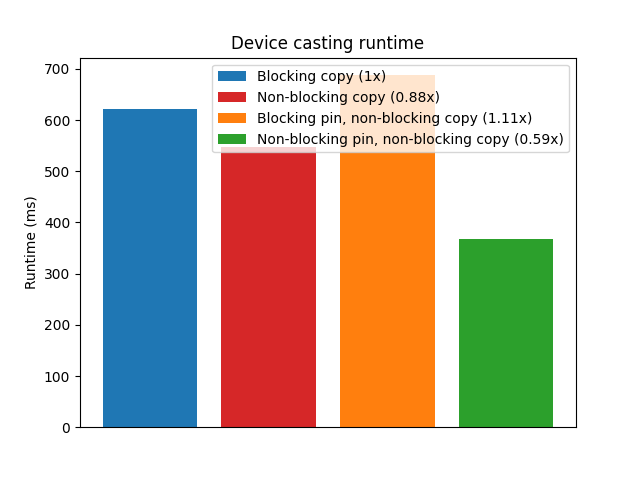 Device casting runtime
Blocking copy (1x)
Non-blocking copy (0.88x)
Blocking pin, non-blocking copy (1.11x)
Non-blocking pin, non-blocking copy (0.59x)
Runtime (ms)
700
600
500
400
300
200
100
0